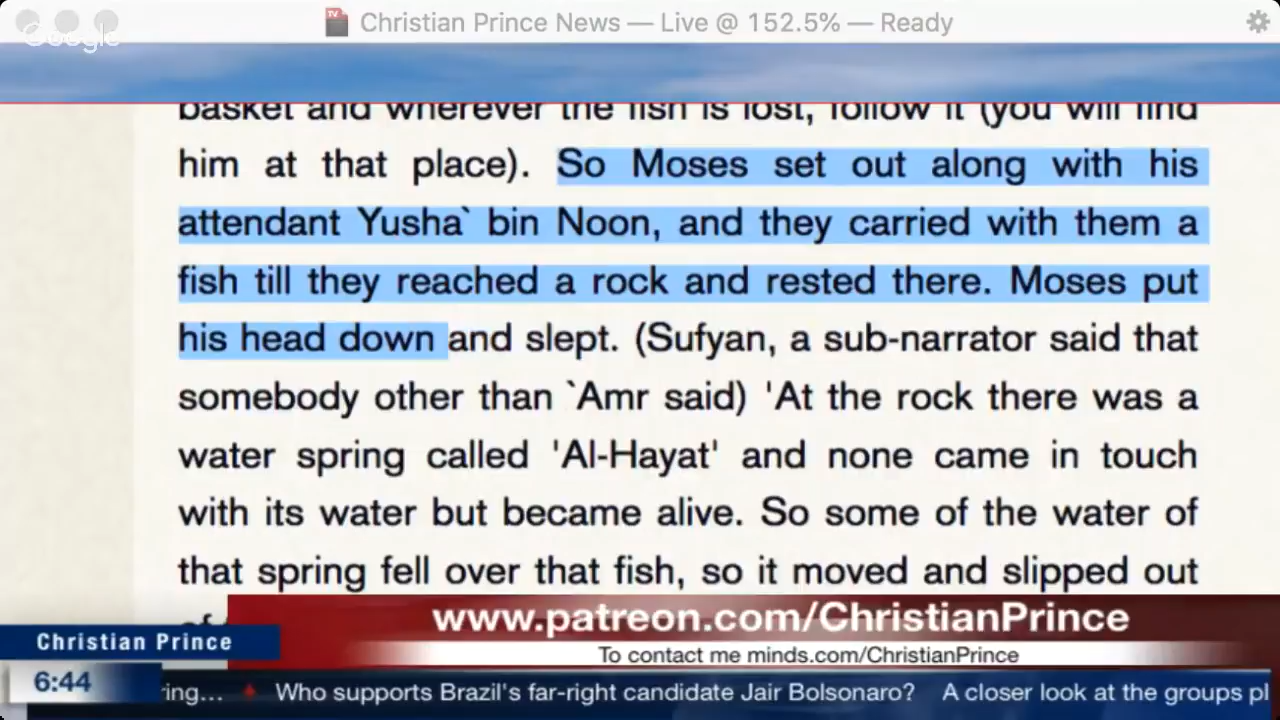 Christian Prince News — Live @ 152.5% — Ready
Google
basket and wherever the fish is lost, follow it (you will find
him at that place). So Moses set out along with his
attendant Yusha` bin Noon, and they carried with them a
fish till they reached a rock and rested there. Moses put
his head down and slept. (Sufyan, a sub-narrator said that
somebody other than `Amr said) 'At the rock there was a
water spring called 'Al-Hayat' and none came in touch
with its water but became alive. So some of the water of
that spring fell over that fish, so it moved and slipped out
of
www.patreon.com/ChristianPrince
To contact me minds.com/ChristianPrince
Christian Prince
6:44
ring... Who supports Brazil's far-right candidate Jair Bolsonaro? A closer look at the groups pl